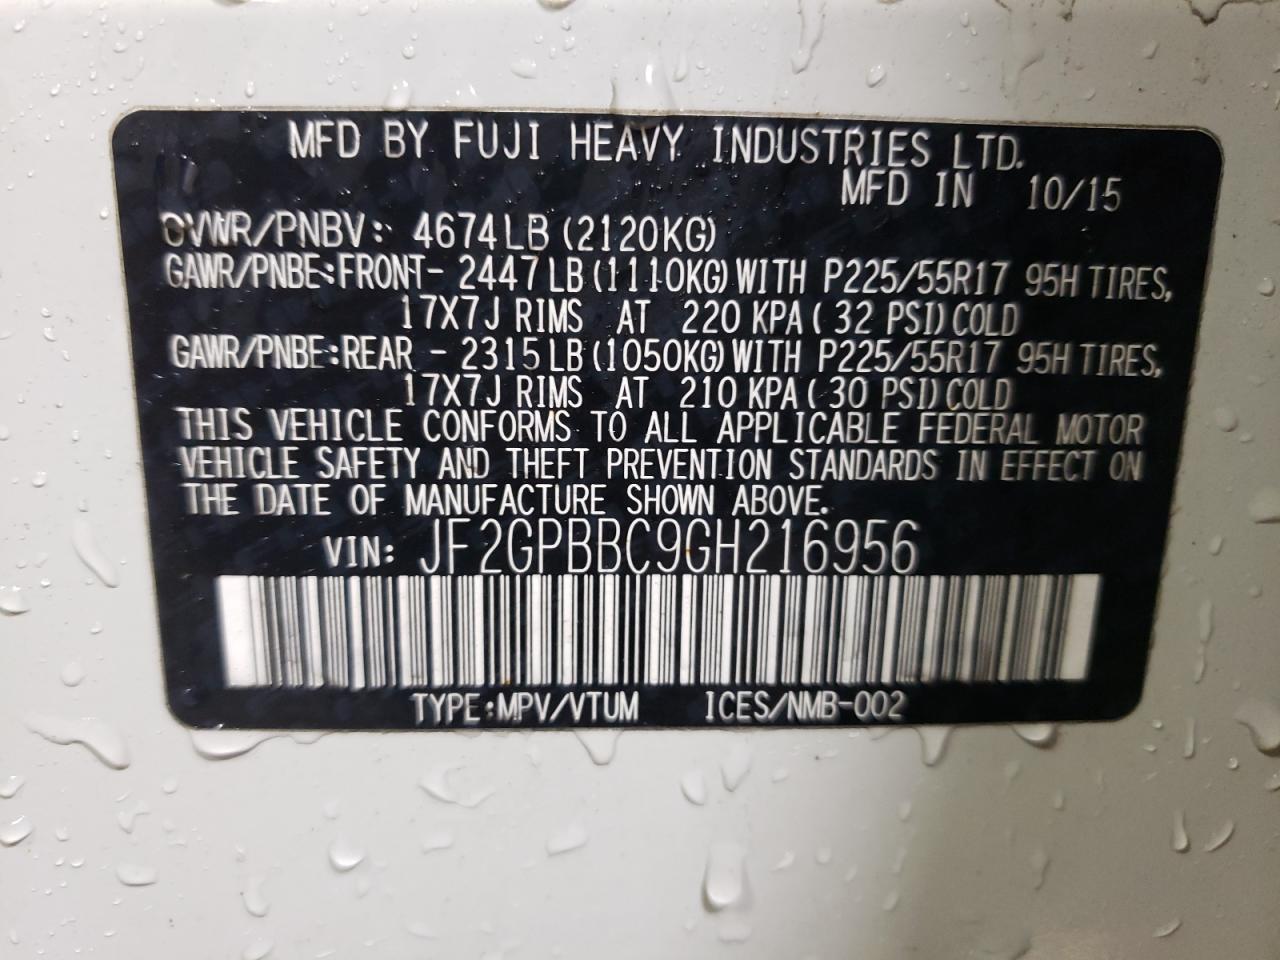 MFD BY FUJI HEAVY INDUSTRIES LTD.
MFD IN 10/15
GVWR/PNBV: 4674LB (2120KG)
GAWR/PNBE:FRONT- 2447LB(1110KG)WITH P225/55R17 95H TIRES,
17X7J RIMS AT 220 KPA( 32 PSI)COLD
GAWR/PNBE:REAR - 2315LB(1050KG)WITH P225/55R17 95H TIRES,
17X7J RIMS AT 210 KPA( 30 PSI)COLD
THIS VEHICLE CONFORMS TO ALL APPLICABLE FEDERAL MOTOR
VEHICLE SAFETY AND THEFT PREVENTION STANDARDS IN EFFECT ON
THE DATE OF MANUFACTURE SHOWN ABOVE.
VIN: JF2GPBBC9GH216956
TYPE:MPV/VTUM ICES/NMB-002